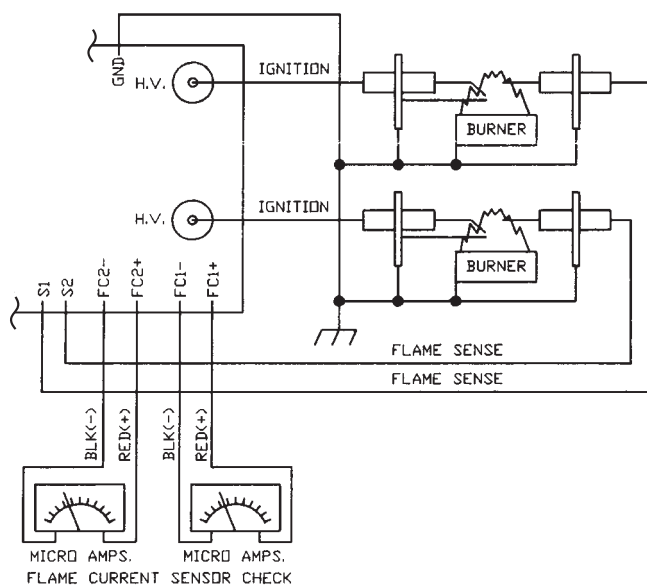 GND
H.V.
IGNITION
BURNER
H.V.
IGNITION
BURNER
S1
S2
FC2-
FC2+
FC1-
FC1+
FLAME SENSE
FLAME SENSE
BLK(-)
RED(+)
BLK(-)
RED(+)
MICRO AMPS. MICRO AMPS.
FLAME CURRENT SENSOR CHECK